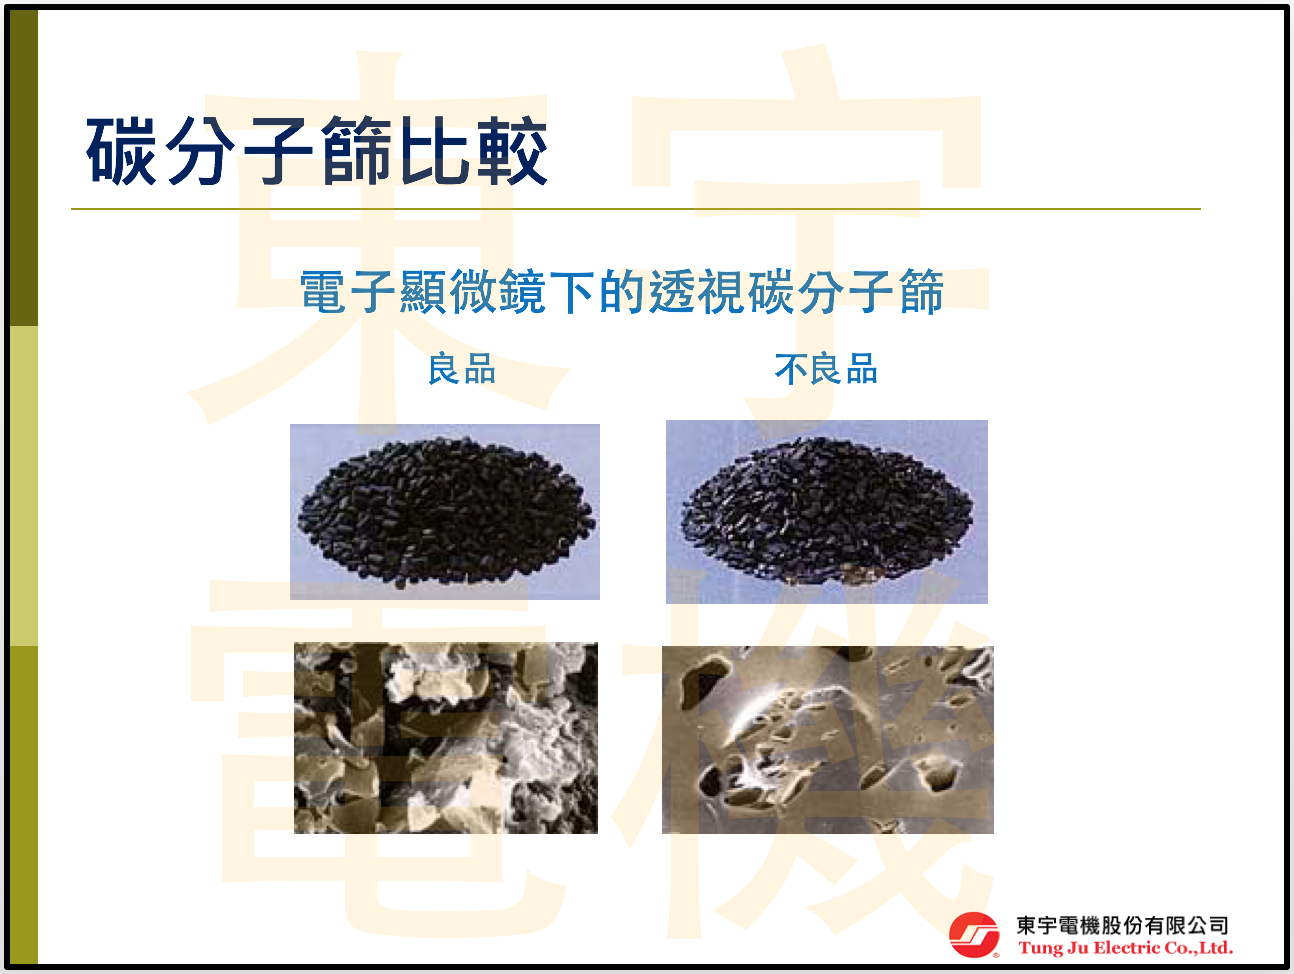 碳分子篩比較
電子顯微鏡下的透視碳分子篩
良品
不良品
東宇
電機
東宇電機股份有限公司
Tung Ju Electric Co.,Ltd.